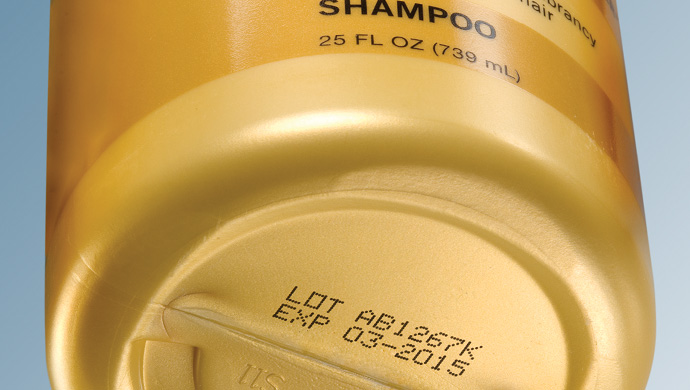 SHAMPOO
25 FL OZ (739 mL)
hair
LOT AB1267K
EXP 03-2015